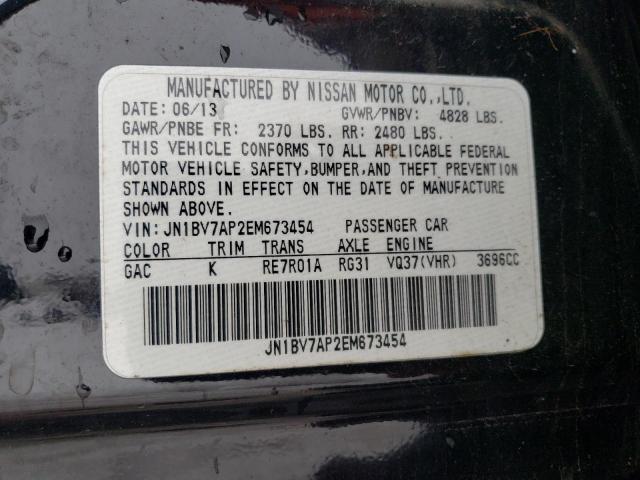 MANUFACTURED BY NISSAN MOTOR CO.,LTD.
DATE: 06/13 GVWR/PNBV: 4828 LBS.
GAWR/PNBE FR: 2370 LBS. RR: 2480 LBS.
THIS VEHICLE CONFORMS TO ALL APPLICABLE FEDERAL
MOTOR VEHICLE SAFETY, BUMPER, AND THEFT PREVENTION
STANDARDS IN EFFECT ON THE DATE OF MANUFACTURE
SHOWN ABOVE.
VIN: JN1BV7AP2EM673454 PASSENGER CAR
COLOR TRIM TRANS AXLE ENGINE
GAC K RE7R01A RG31 VQ37(VHR) 3696CC
JN1BV7AP2EM673454